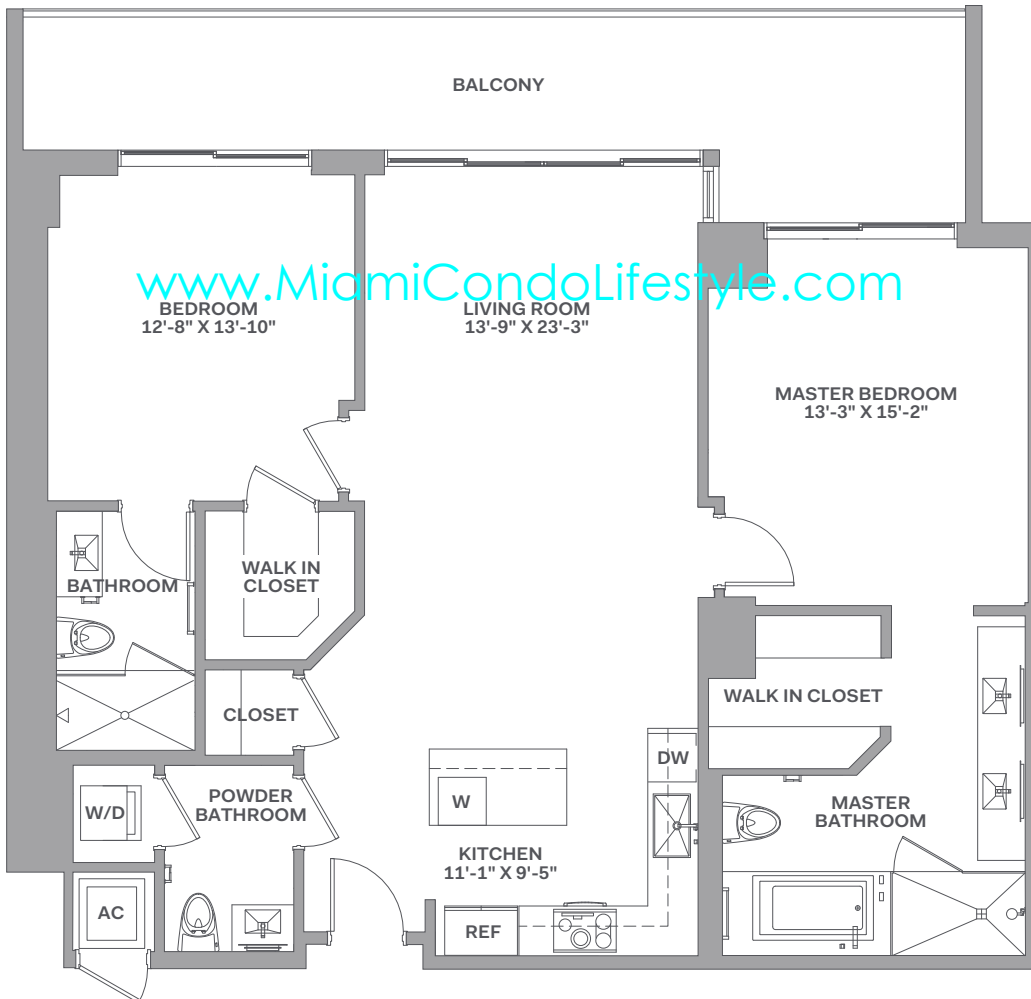 BALCONY
www.MiamiCondoLifestyle.com
BEDROOM
12'-8" X 13'-10"
LIVING ROOM
13'-9" X 23'-3"
MASTER BEDROOM
13'-3" X 15'-2"
BATHROOM
WALK IN
CLOSET
CLOSET
WALK IN CLOSET
DW
W/D
POWDER
BATHROOM
W
MASTER
BATHROOM
KITCHEN
11'-1" X 9'-5"
AC
REF